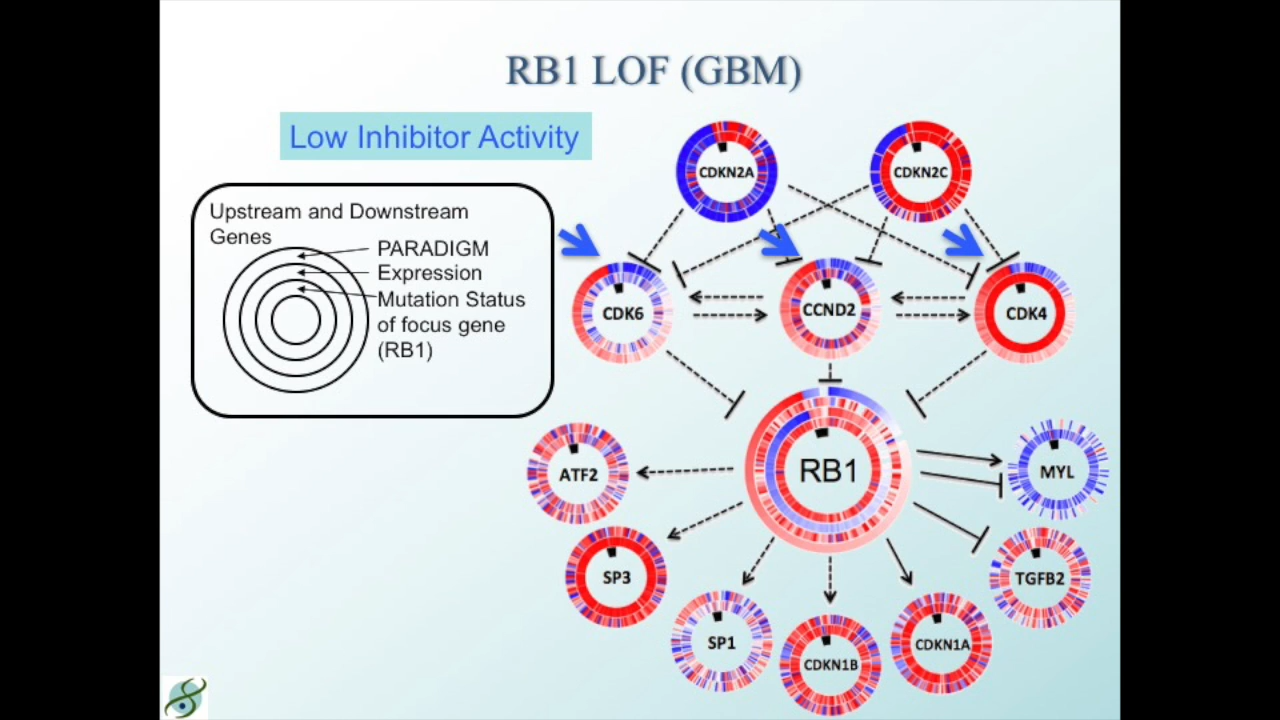 RB1 LOF (GBM)
Low Inhibitor Activity
Upstream and Downstream
Genes
PARADIGM
Expression
Mutation Status
of focus gene
(RB1)
CDKN2A
CDKN2C
CDK6
CCND2
CDK4
RB1
ATF2
MYL
SP3
TGFB2
SP1
CDKN1B
CDKN1A